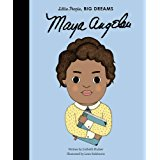 Little People, BIG DREAMS
Maya Angelou
Written by Lisbeth Kaiser
Illustrated by Leire Salaberria